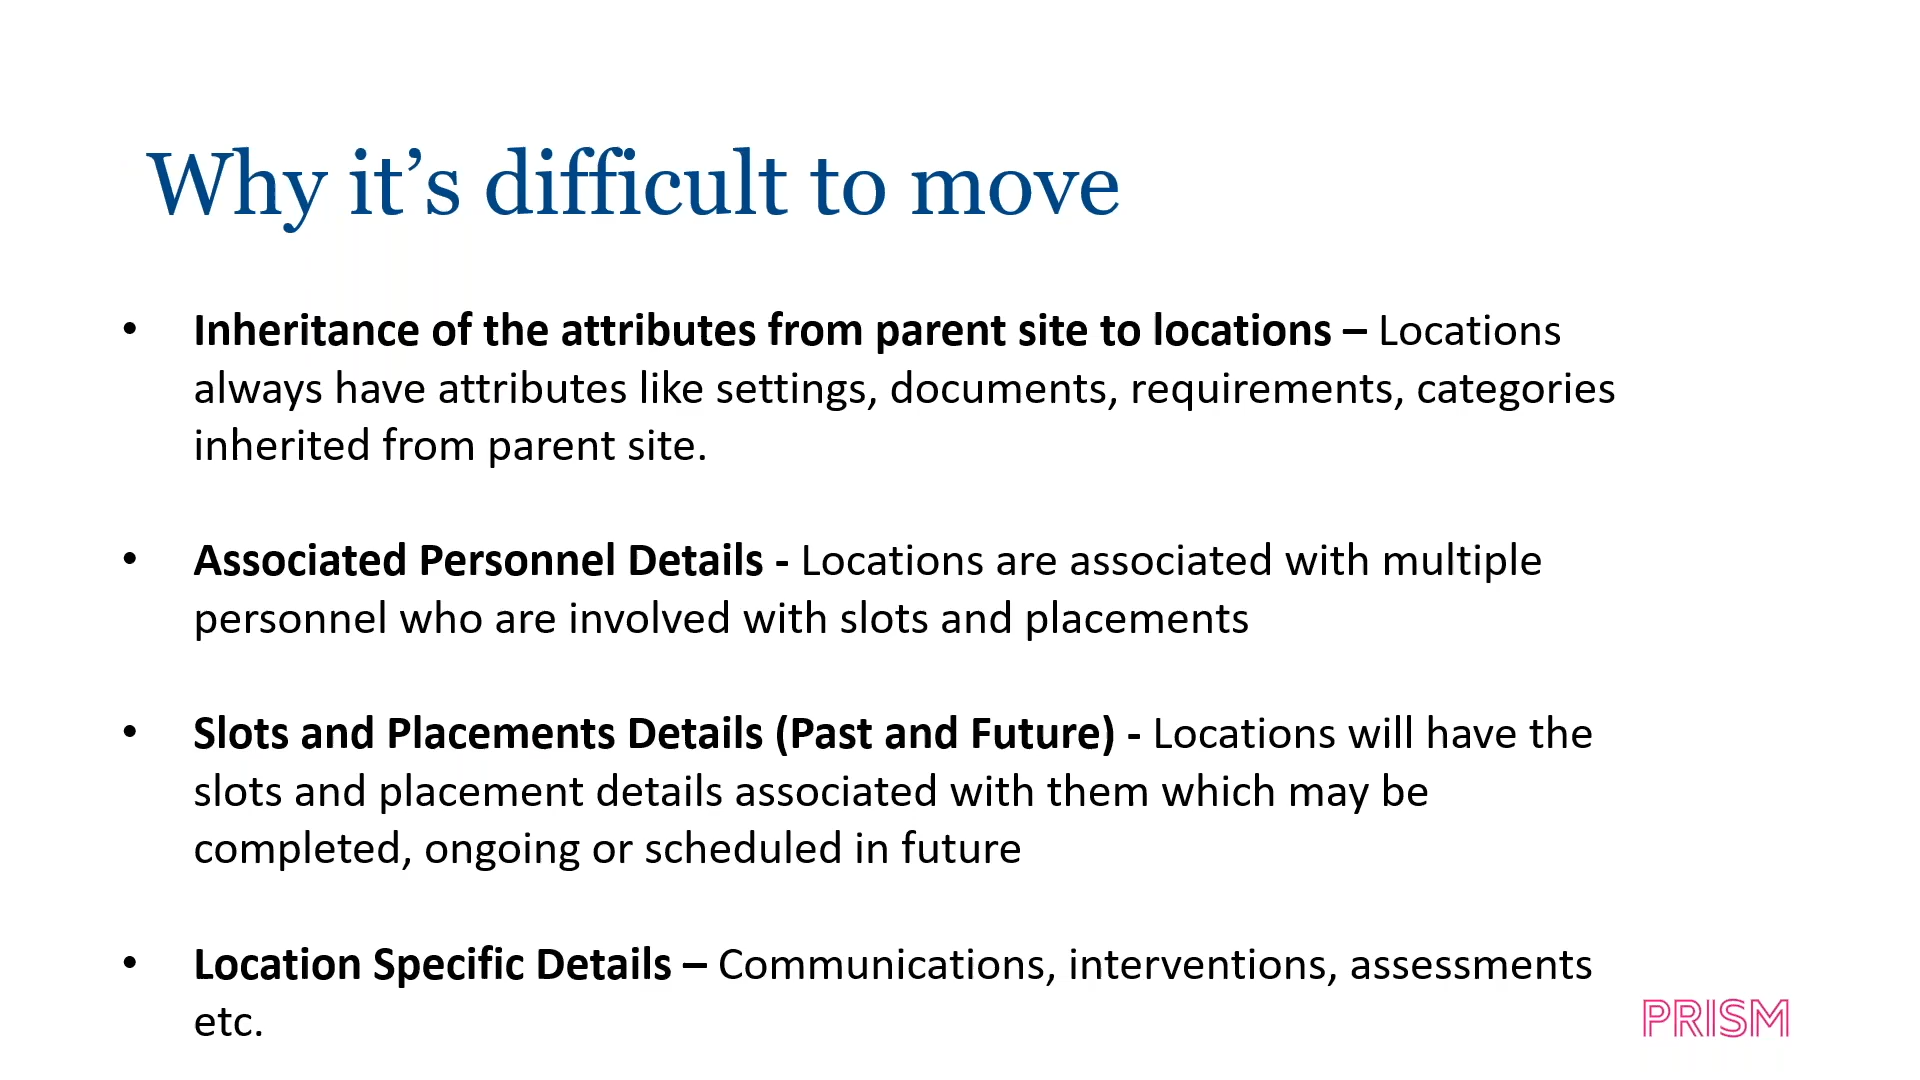 Why it’s difficult to move
• Inheritance of the attributes from parent site to locations – Locations
always have attributes like settings, documents, requirements, categories
inherited from parent site.
• Associated Personnel Details - Locations are associated with multiple
personnel who are involved with slots and placements
• Slots and Placements Details (Past and Future) - Locations will have the
slots and placement details associated with them which may be
completed, ongoing or scheduled in future
• Location Specific Details – Communications, interventions, assessments
etc.
PRISM